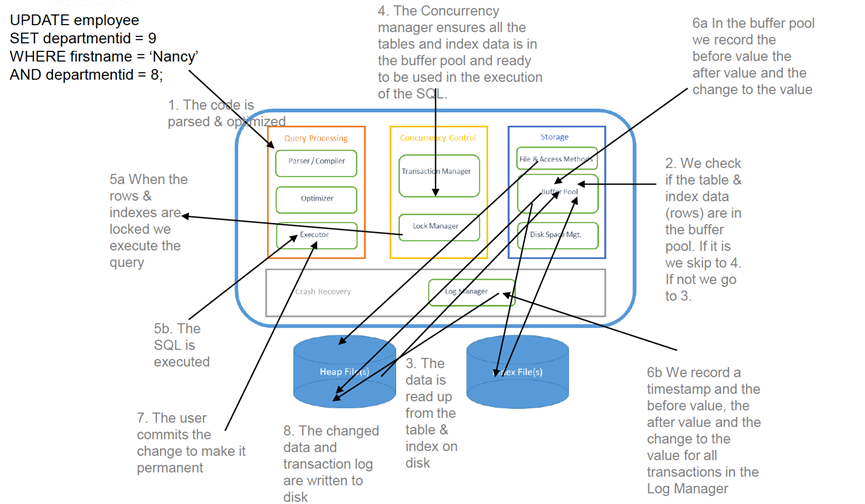 UPDATE employee
SET departmentid = 9
WHERE firstname = ‘Nancy’
AND departmentid = 8;
4. The Concurrency
manager ensures all the
tables and index data is in
the buffer pool and ready
to be used in the execution
of the SQL.
6a In the buffer pool
we record the
before value the
after value and the
change to the value
1. The code is
parsed & optimized
Query Processing
Parser / Compiler
Optimizer
Executor
Concurrency Control
Transaction Manager
Lock Manager
Storage
File & Access Methods
Buffer Pool
Disk Space Mgt.
Crash Recovery
Log Manager
5a When the
rows &
indexes are
locked we
execute the
query
2. We check
if the table &
index data
(rows) are in
the buffer
pool. If it is
we skip to 4.
If not we go
to 3.
5b. The
SQL is
executed
Heap File(s)
Index File(s)
3. The
data is
read up
from the
table &
index on
disk
6b We record a
timestamp and the
before value, the
after value and the
change to the
value for all
transactions in the
Log Manager
7. The user
commits the
change to make it
permanent
8. The changed
data and
transaction log
are written to
disk